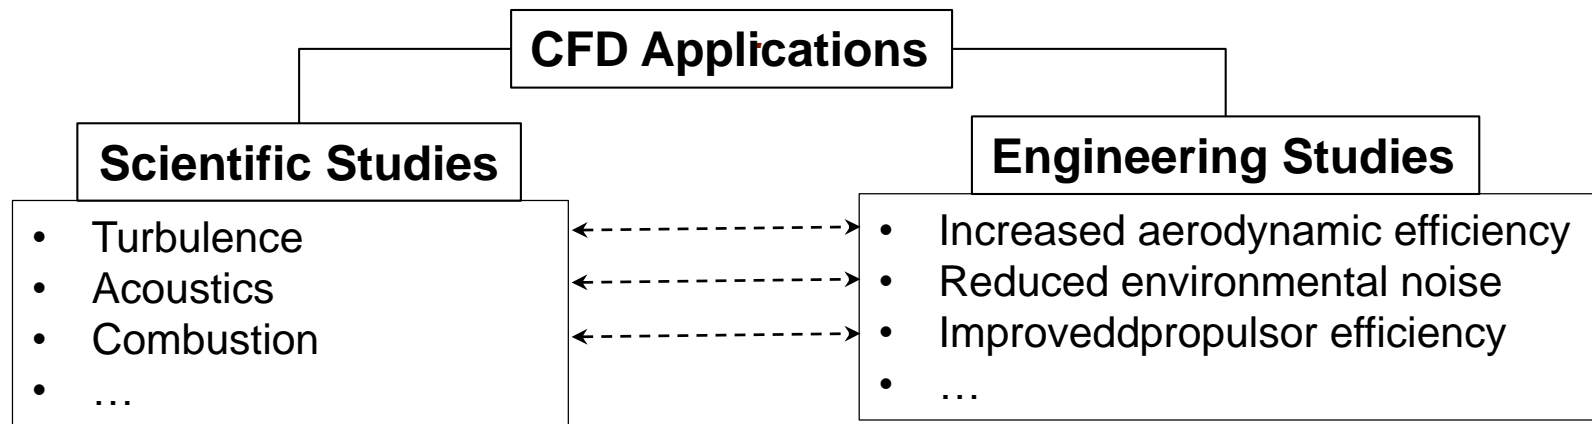 CFD Applications
Scientific Studies
• Turbulence
• Acoustics
• Combustion
• …
Engineering Studies
• Increased aerodynamic efficiency
• Reduced environmental noise
• Improveddpropulsor efficiency
• …